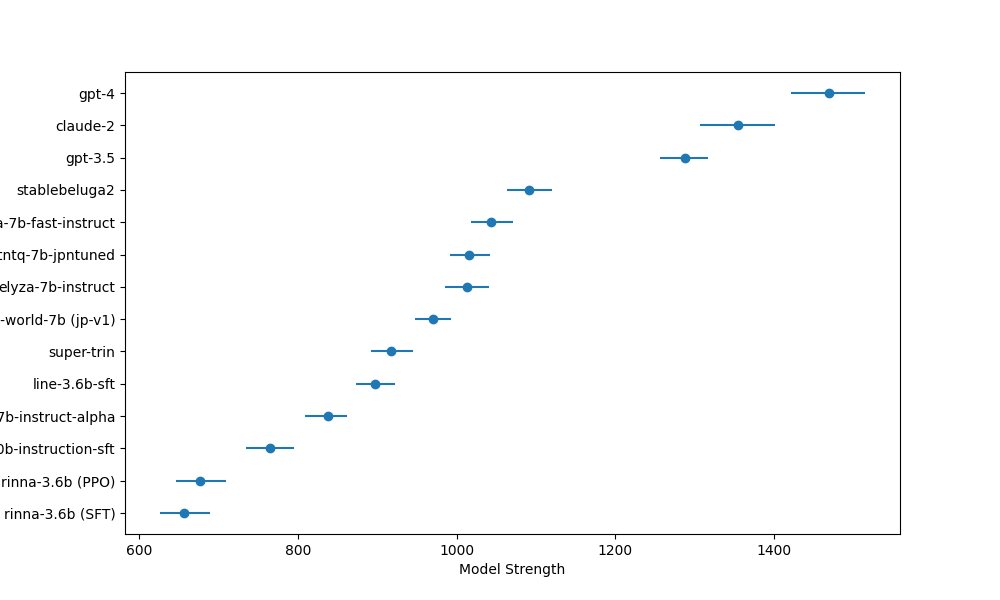 gpt-4
claude-2
gpt-3.5
stablebeluga2
a-7b-fast-instruct
tntq-7b-jpntuned
elyza-7b-instruct
-world-7b (jp-v1)
super-trin
line-3.6b-sft
7b-instruct-alpha
0b-instruction-sft
rinna-3.6b (PPO)
rinna-3.6b (SFT)
600 800 1000 1200 1400
Model Strength